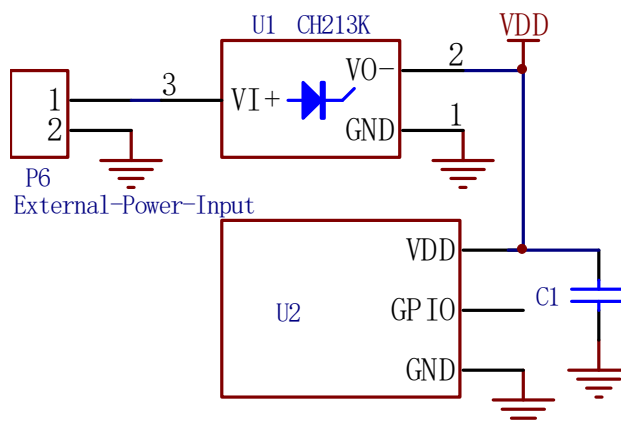 U1 CH213K
VDD
1
2
3
VI+
VO-
2
GND
1
P6
External-Power-Input
U2
VDD
GPIO
GND
C1